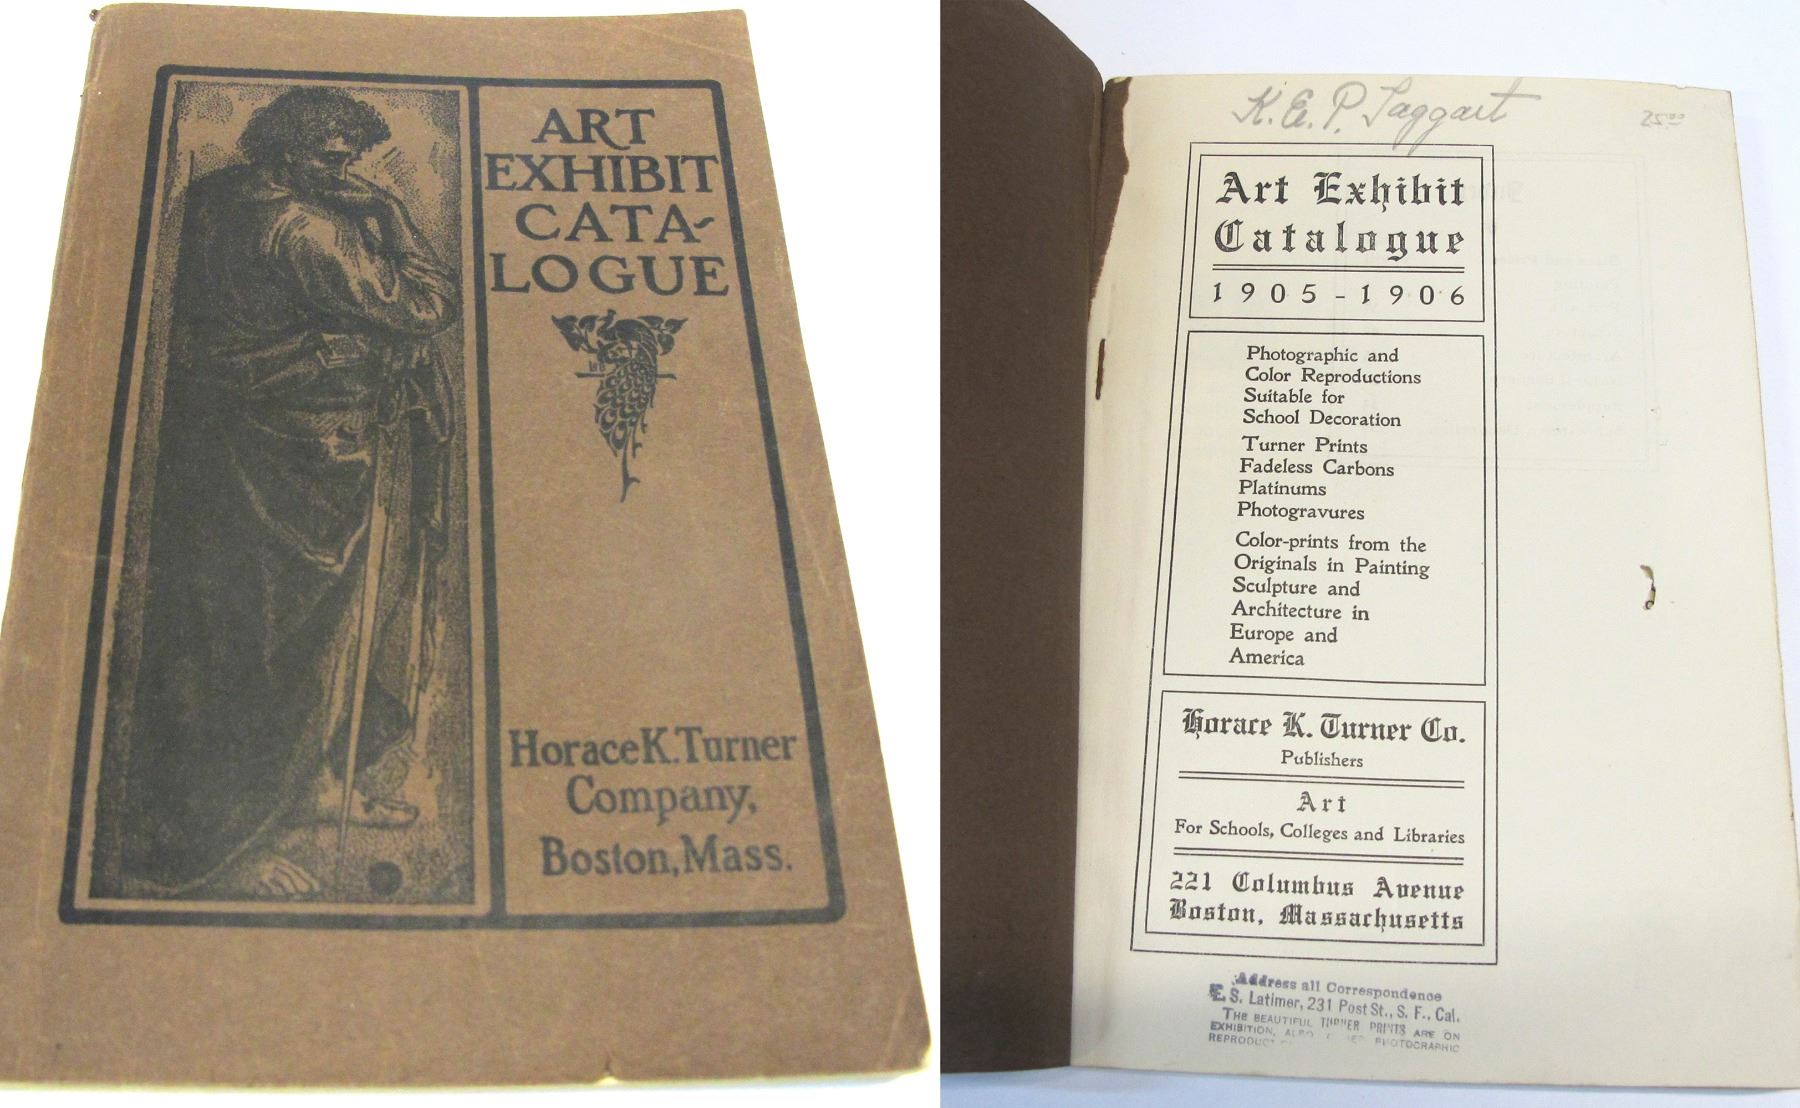 ART
EXHIBIT
CATA-
LOGUE
Horace K. Turner
Company,
Boston, Mass.
K. E. P. Taggart
25.00
Art Exhibit
Catalogue
1905-1906
Photographic and
Color Reproductions
Suitable for
School Decoration
Turner Prints
Fadeless Carbons
Platinums
Photogravures
Color-prints from the
Originals in Painting
Sculpture and
Architecture in
Europe and
America
Horace K. Turner Co.
Publishers
Art
For Schools, Colleges and Libraries
221 Columbus Avenue
Boston, Massachusetts
Address all Correspondence
E. S. Latimer, 231 Post St., S. F., Cal.
THE BEAUTIFUL TURNER PRINTS ARE ON
EXHIBITION, ALSO PHOTOGRAPHIC